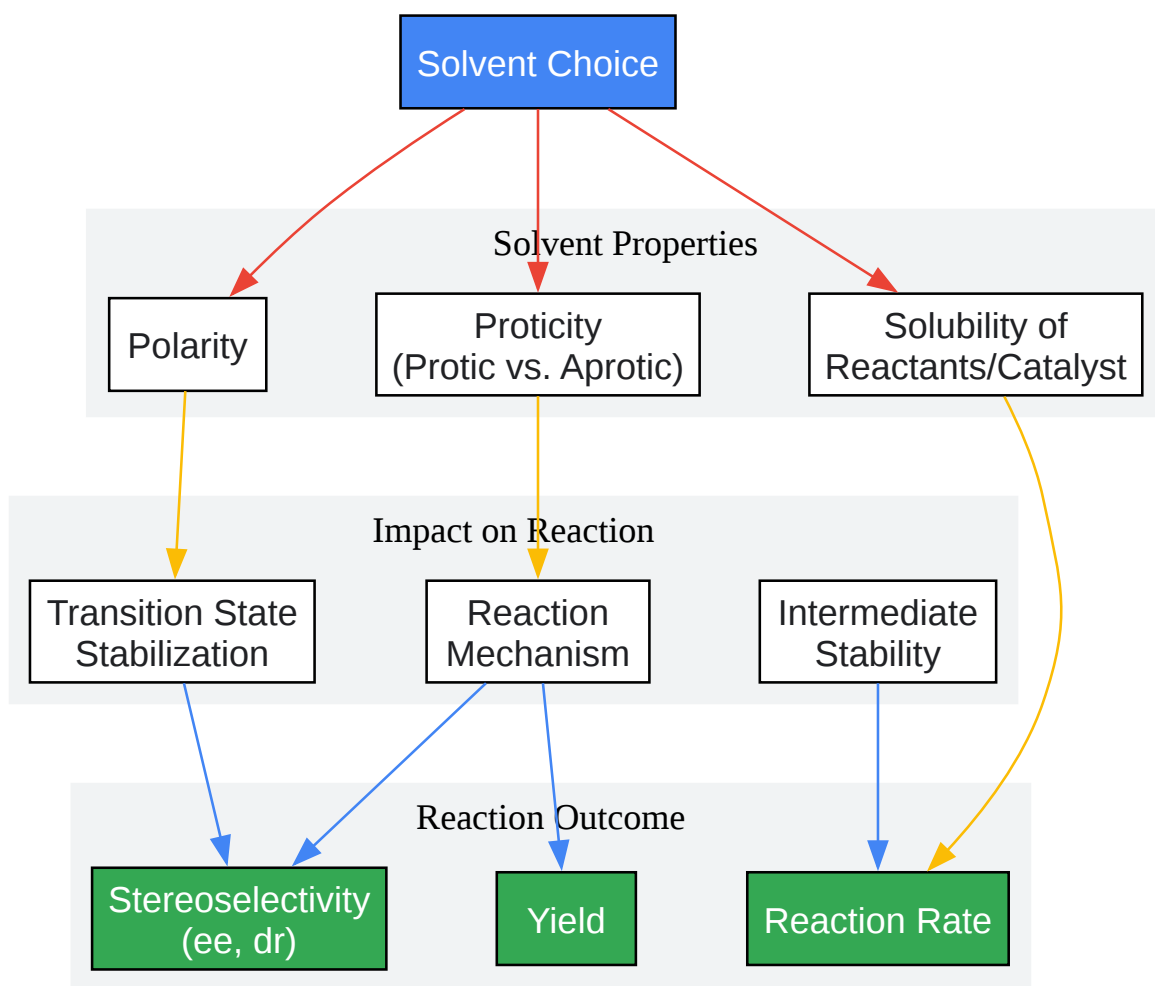 Solvent Choice
Solvent Properties
Polarity
Proticity
(Protic vs. Aprotic)
Solubility of
Reactants/Catalyst
Impact on Reaction
Transition State
Stabilization
Reaction
Mechanism
Intermediate
Stability
Reaction Outcome
Stereoselectivity
(ee, dr)
Yield
Reaction Rate